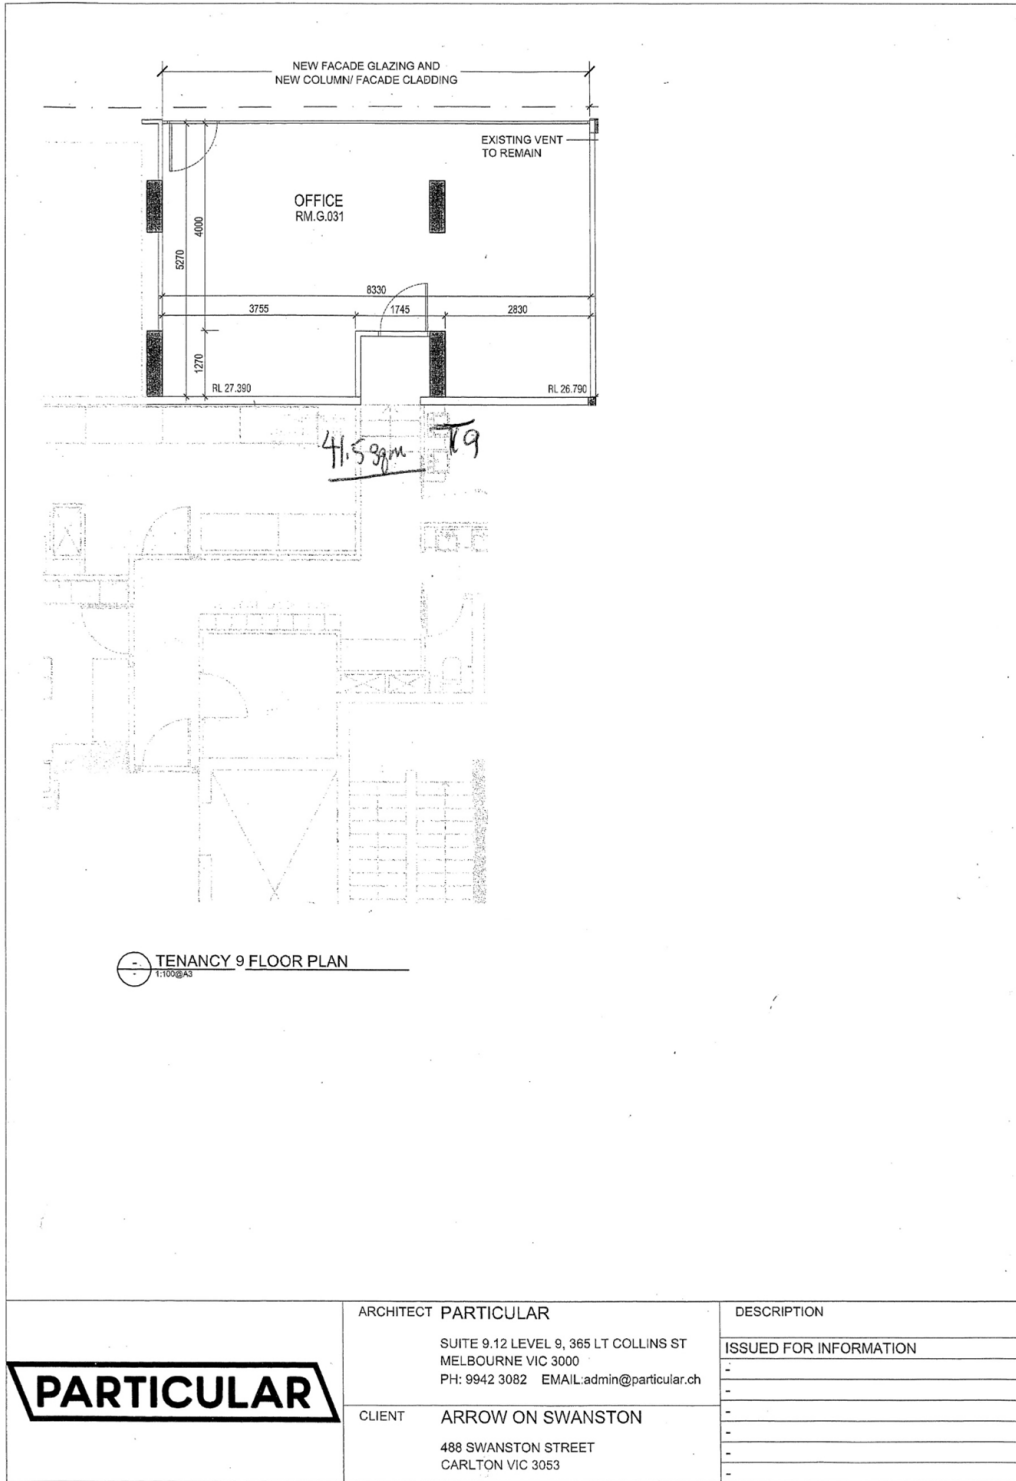 NEW FACADE GLAZING AND
NEW COLUMN/ FACADE CLADDING
EXISTING VENT
TO REMAIN
OFFICE
RM.G.031
4000
5270
8330
3755
1745
2830
1270
RL 27.390
RL 26.790
41.5 sqm
T9
TENANCY 9 FLOOR PLAN
1:100@A3
ARCHITECT PARTICULAR
SUITE 9.12 LEVEL 9, 365 LT COLLINS ST
MELBOURNE VIC 3000
PH: 9942 3082 EMAIL:admin@particular.ch
PARTICULAR
CLIENT ARROW ON SWANSTON
488 SWANSTON STREET
CARLTON VIC 3053
DESCRIPTION
ISSUED FOR INFORMATION
-
-
-
-
-
-